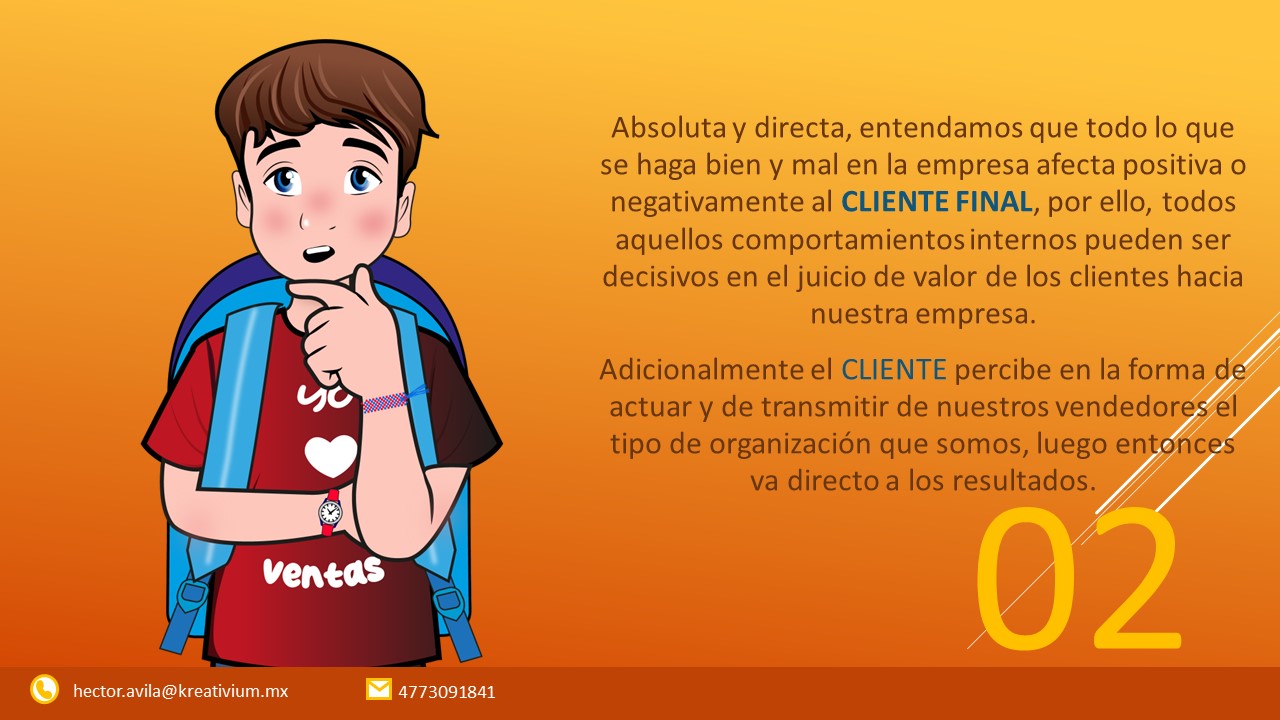 Absoluta y directa, entendamos que todo lo que
se haga bien y mal en la empresa afecta positiva o
negativamente al CLIENTE FINAL, por ello, todos
aquellos comportamientos internos pueden ser
decisivos en el juicio de valor de los clientes hacia
nuestra empresa.
Adicionalmente el CLIENTE percibe en la forma de
actuar y de transmitir de nuestros vendedores el
tipo de organización que somos, luego entonces
va directo a los resultados.
yo
ventas
02
hector.avila@kreativium.mx
4773091841